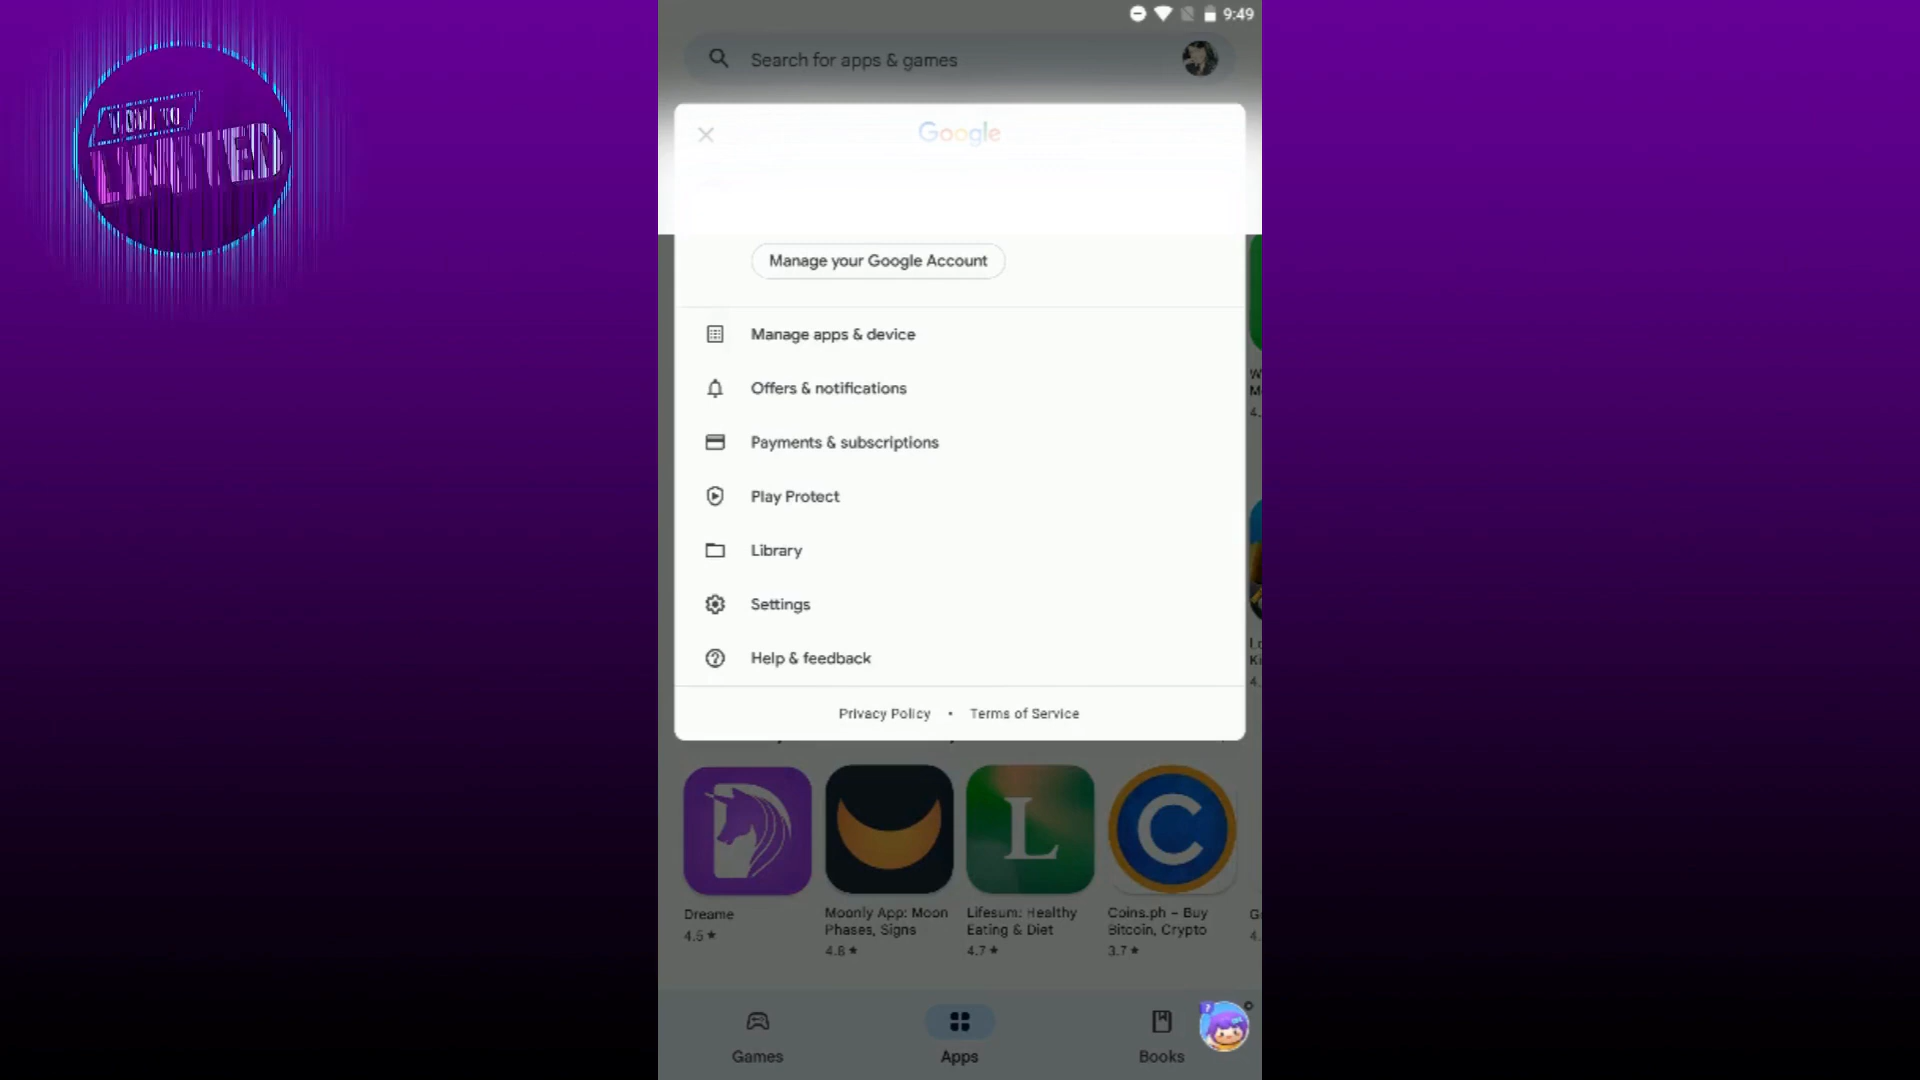 9:49
Search for apps & games
Google
Manage your Google Account
Manage apps & device
Offers & notifications
Payments & subscriptions
Play Protect
Library
Settings
Help & feedback
Privacy Policy • Terms of Service
Dreame
4.5 ★
Moonly App: Moon
Phases, Signs
4.8 ★
Lifesum: Healthy
Eating & Diet
4.7 ★
Coins.ph – Buy
Bitcoin, Crypto
3.7 ★
Games
Apps
Books